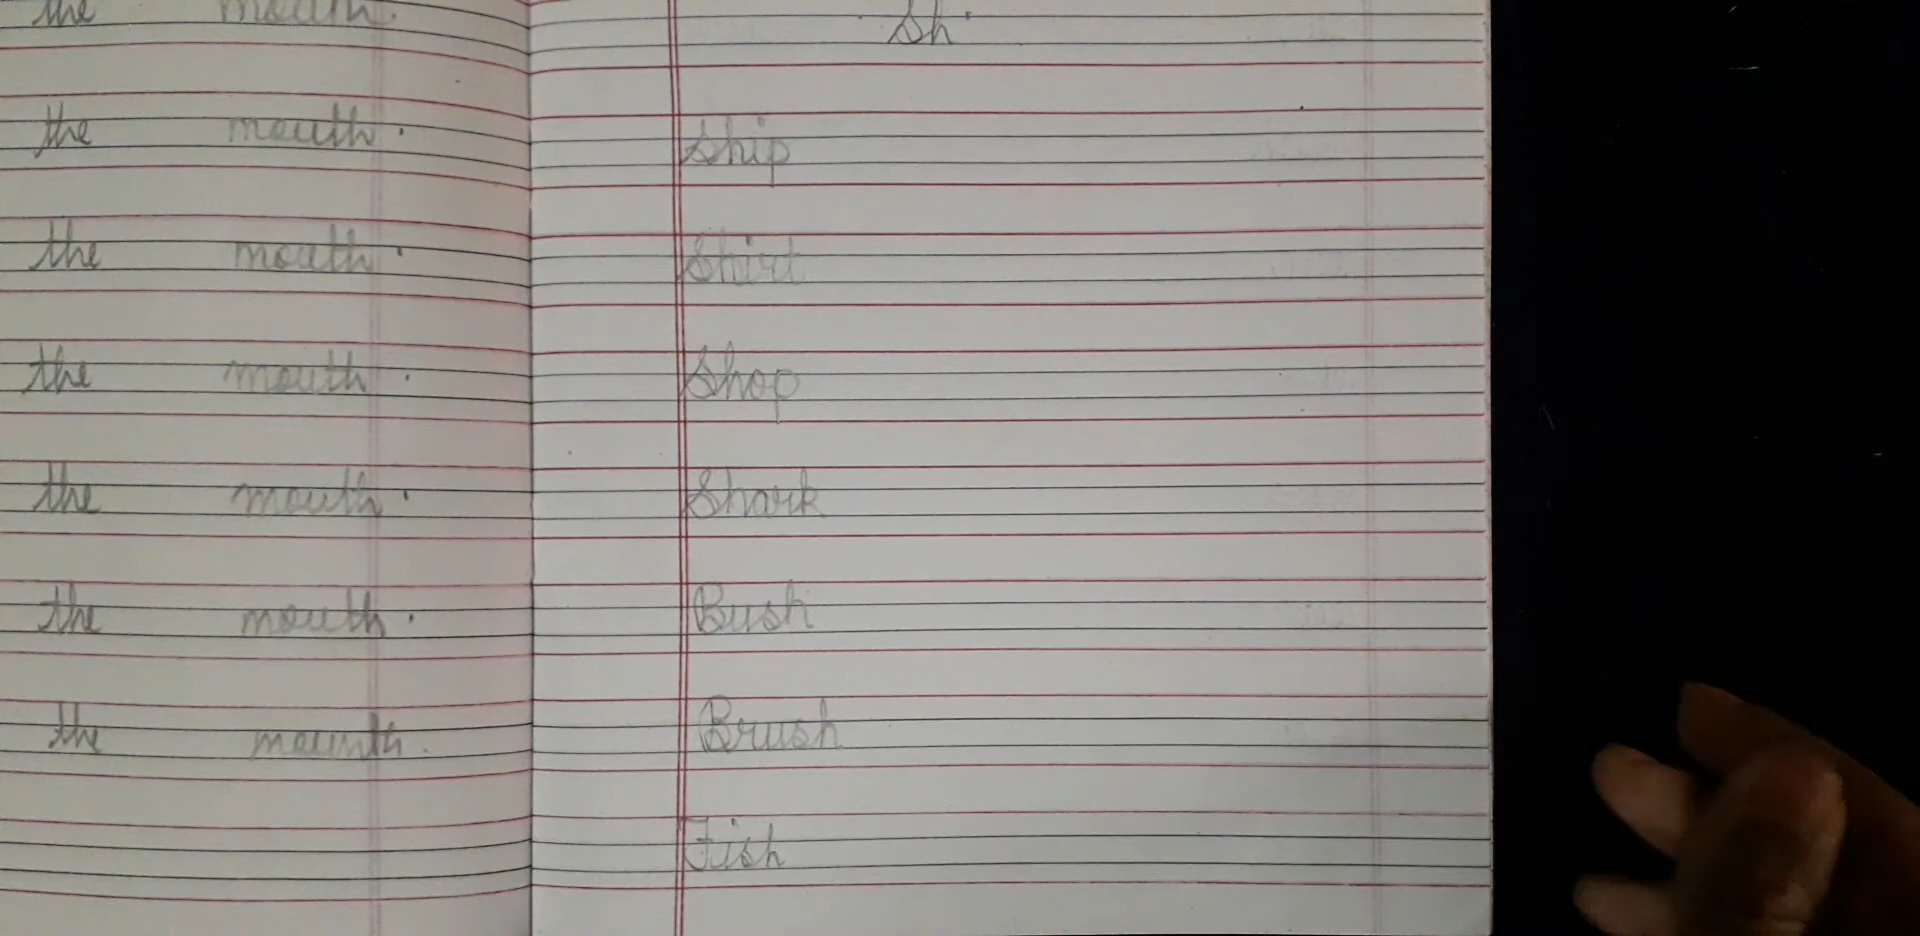 the mouth.
the mouth.
the mouth.
the mouth.
the mouth.
the mouth.
the mounth.
Sh
Ship
Shirt
Shop
Shark
Bush
Brush
Fish